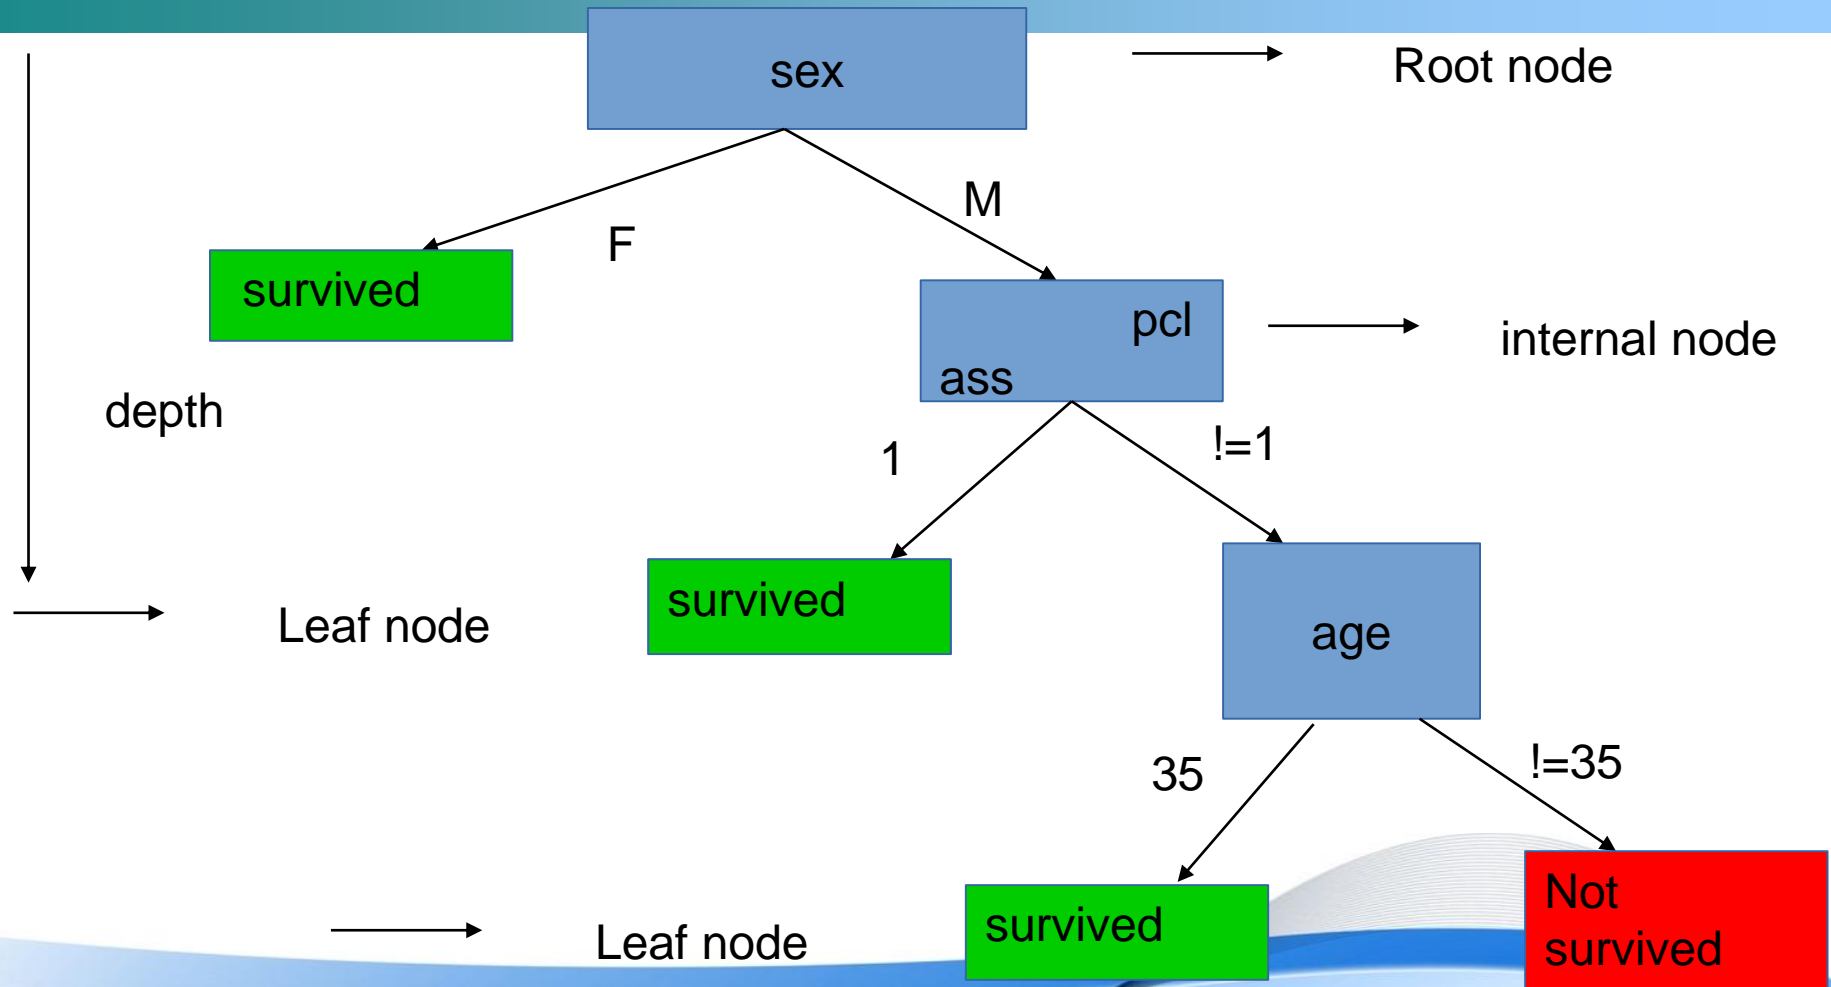 sex
Root node
M
F
survived
pcl
ass
internal node
depth
1
!=1
survived
Leaf node
age
35
!=35
Not
survived
survived
Leaf node